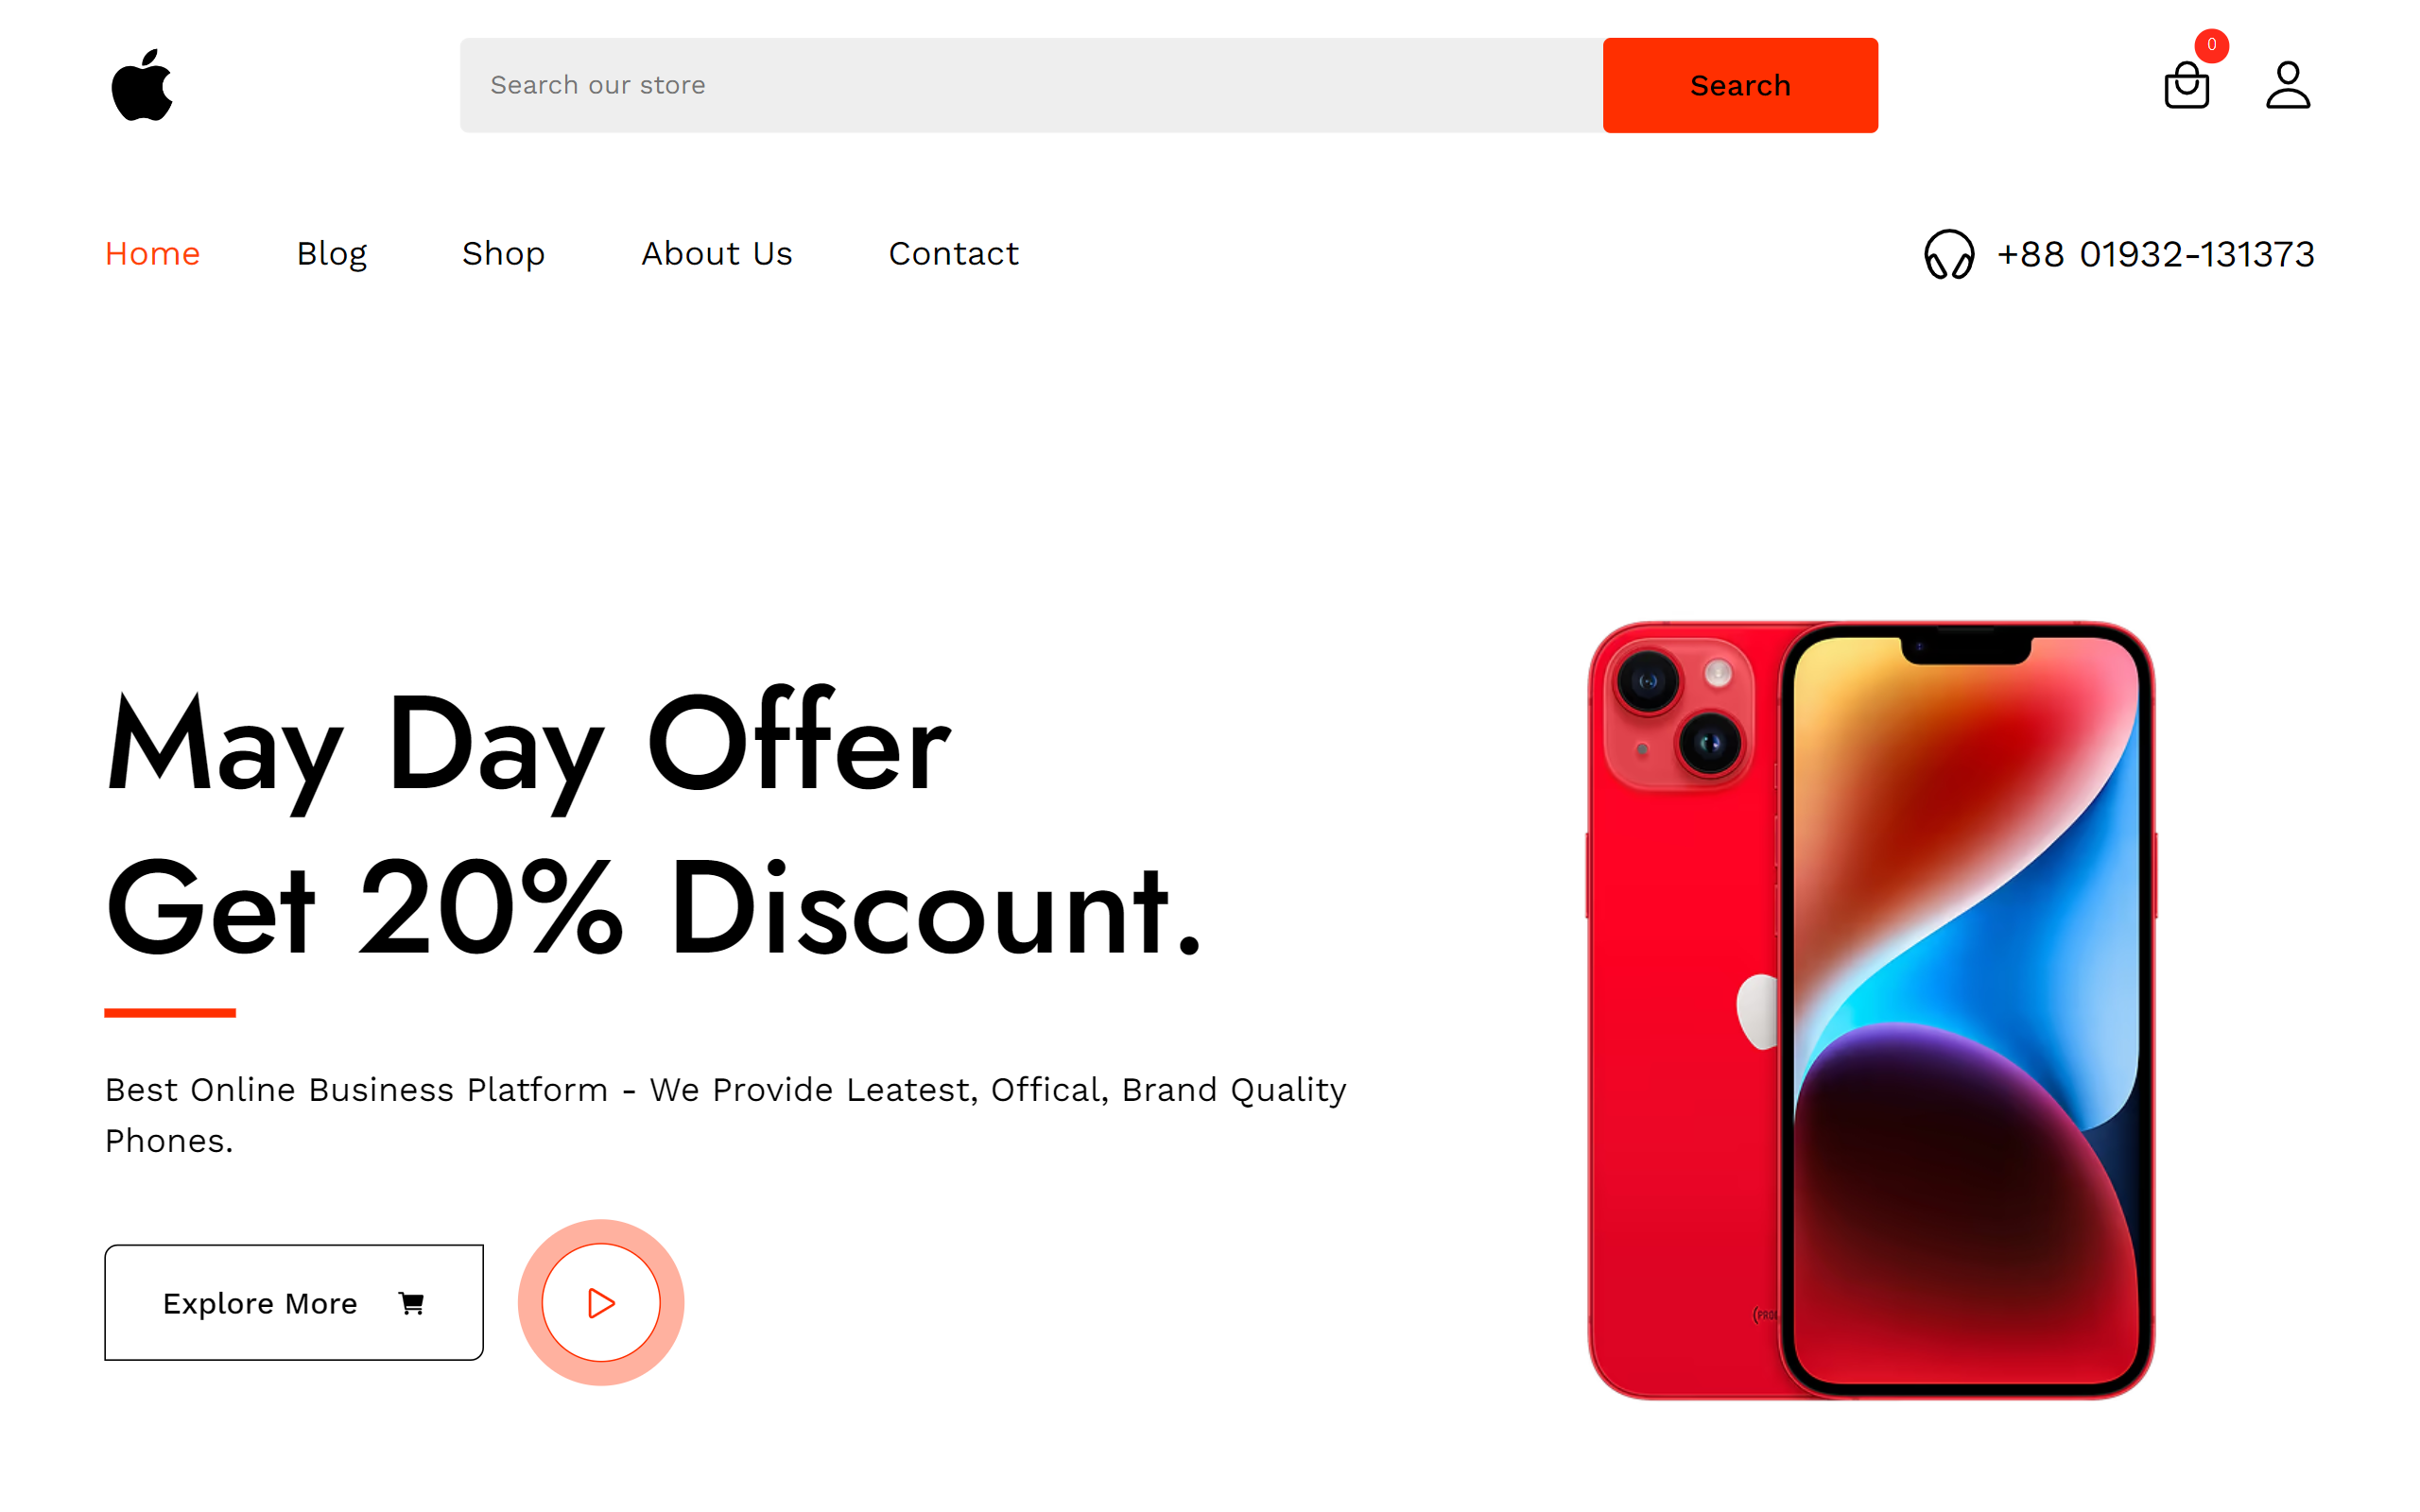 Search our store
Search
0
Home
Blog
Shop
About Us
Contact
+88 01932-131373
May Day Offer
Get 20% Discount.
Best Online Business Platform - We Provide Leatest, Offical, Brand Quality
Phones.
Explore More